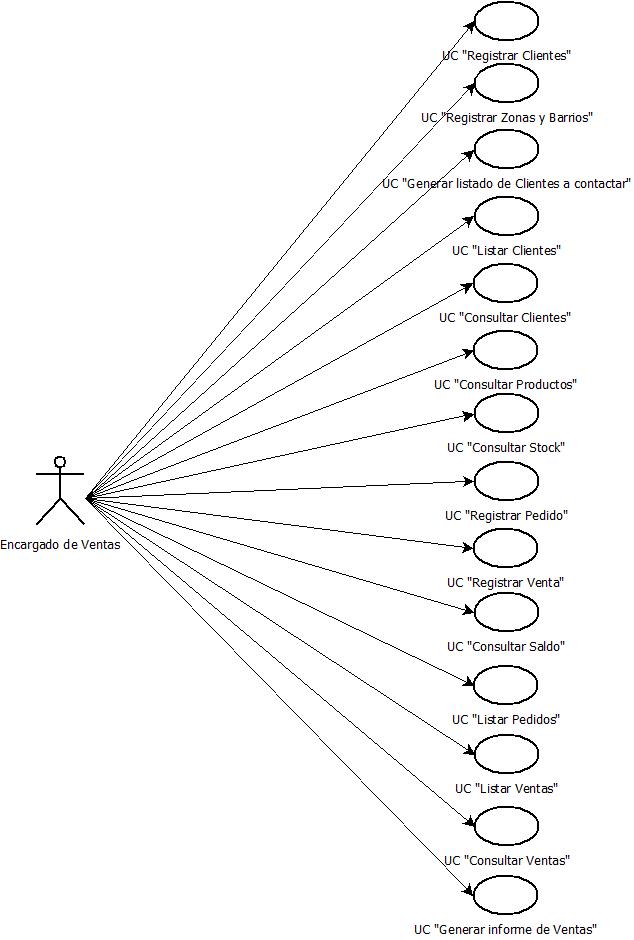 UC "Registrar Clientes"
UC "Registrar Zonas y Barrios"
UC "Generar listado de Clientes a contactar"
UC "Listar Clientes"
UC "Consultar Clientes"
UC "Consultar Productos"
UC "Consultar Stock"
UC "Registrar Pedido"
Encargado de Ventas
UC "Registrar Venta"
UC "Consultar Saldo"
UC "Listar Pedidos"
UC "Listar Ventas"
UC "Consultar Ventas"
UC "Generar informe de Ventas"